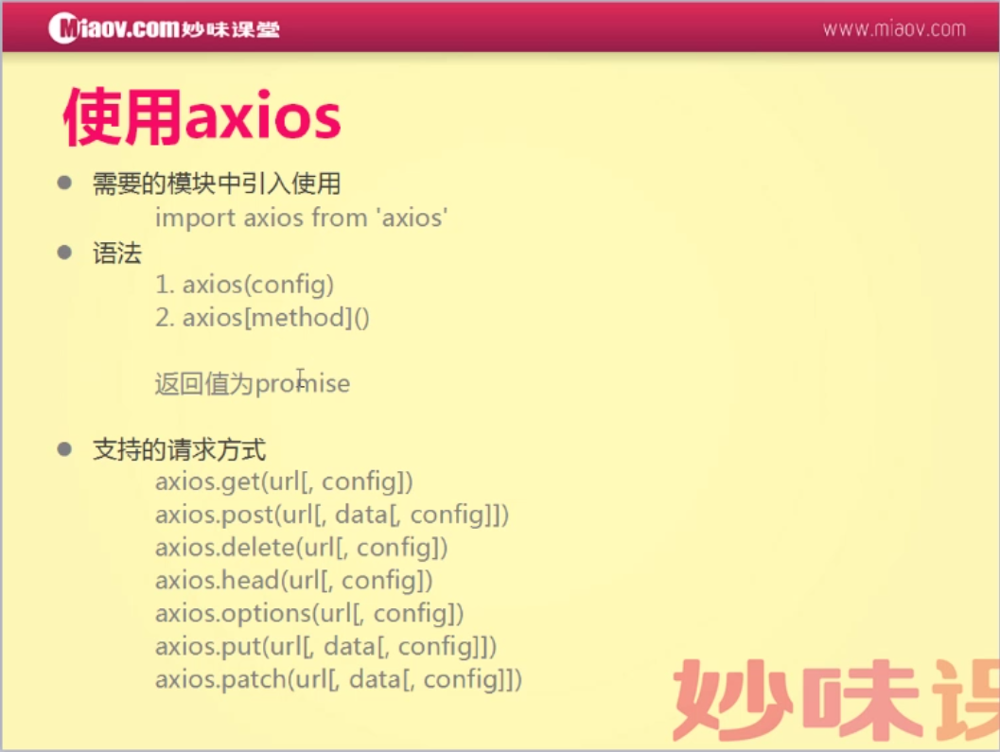 Miaov.com妙味课堂
www.miaov.com
使用axios
需要的模块中引入使用
import axios from 'axios'
语法
1. axios(config)
2. axios[method]()
返回值为promise
支持的请求方式
axios.get(url[, config])
axios.post(url[, data[, config]])
axios.delete(url[, config])
axios.head(url[, config])
axios.options(url[, config])
axios.put(url[, data[, config]])
axios.patch(url[, data[, config]])
妙味课